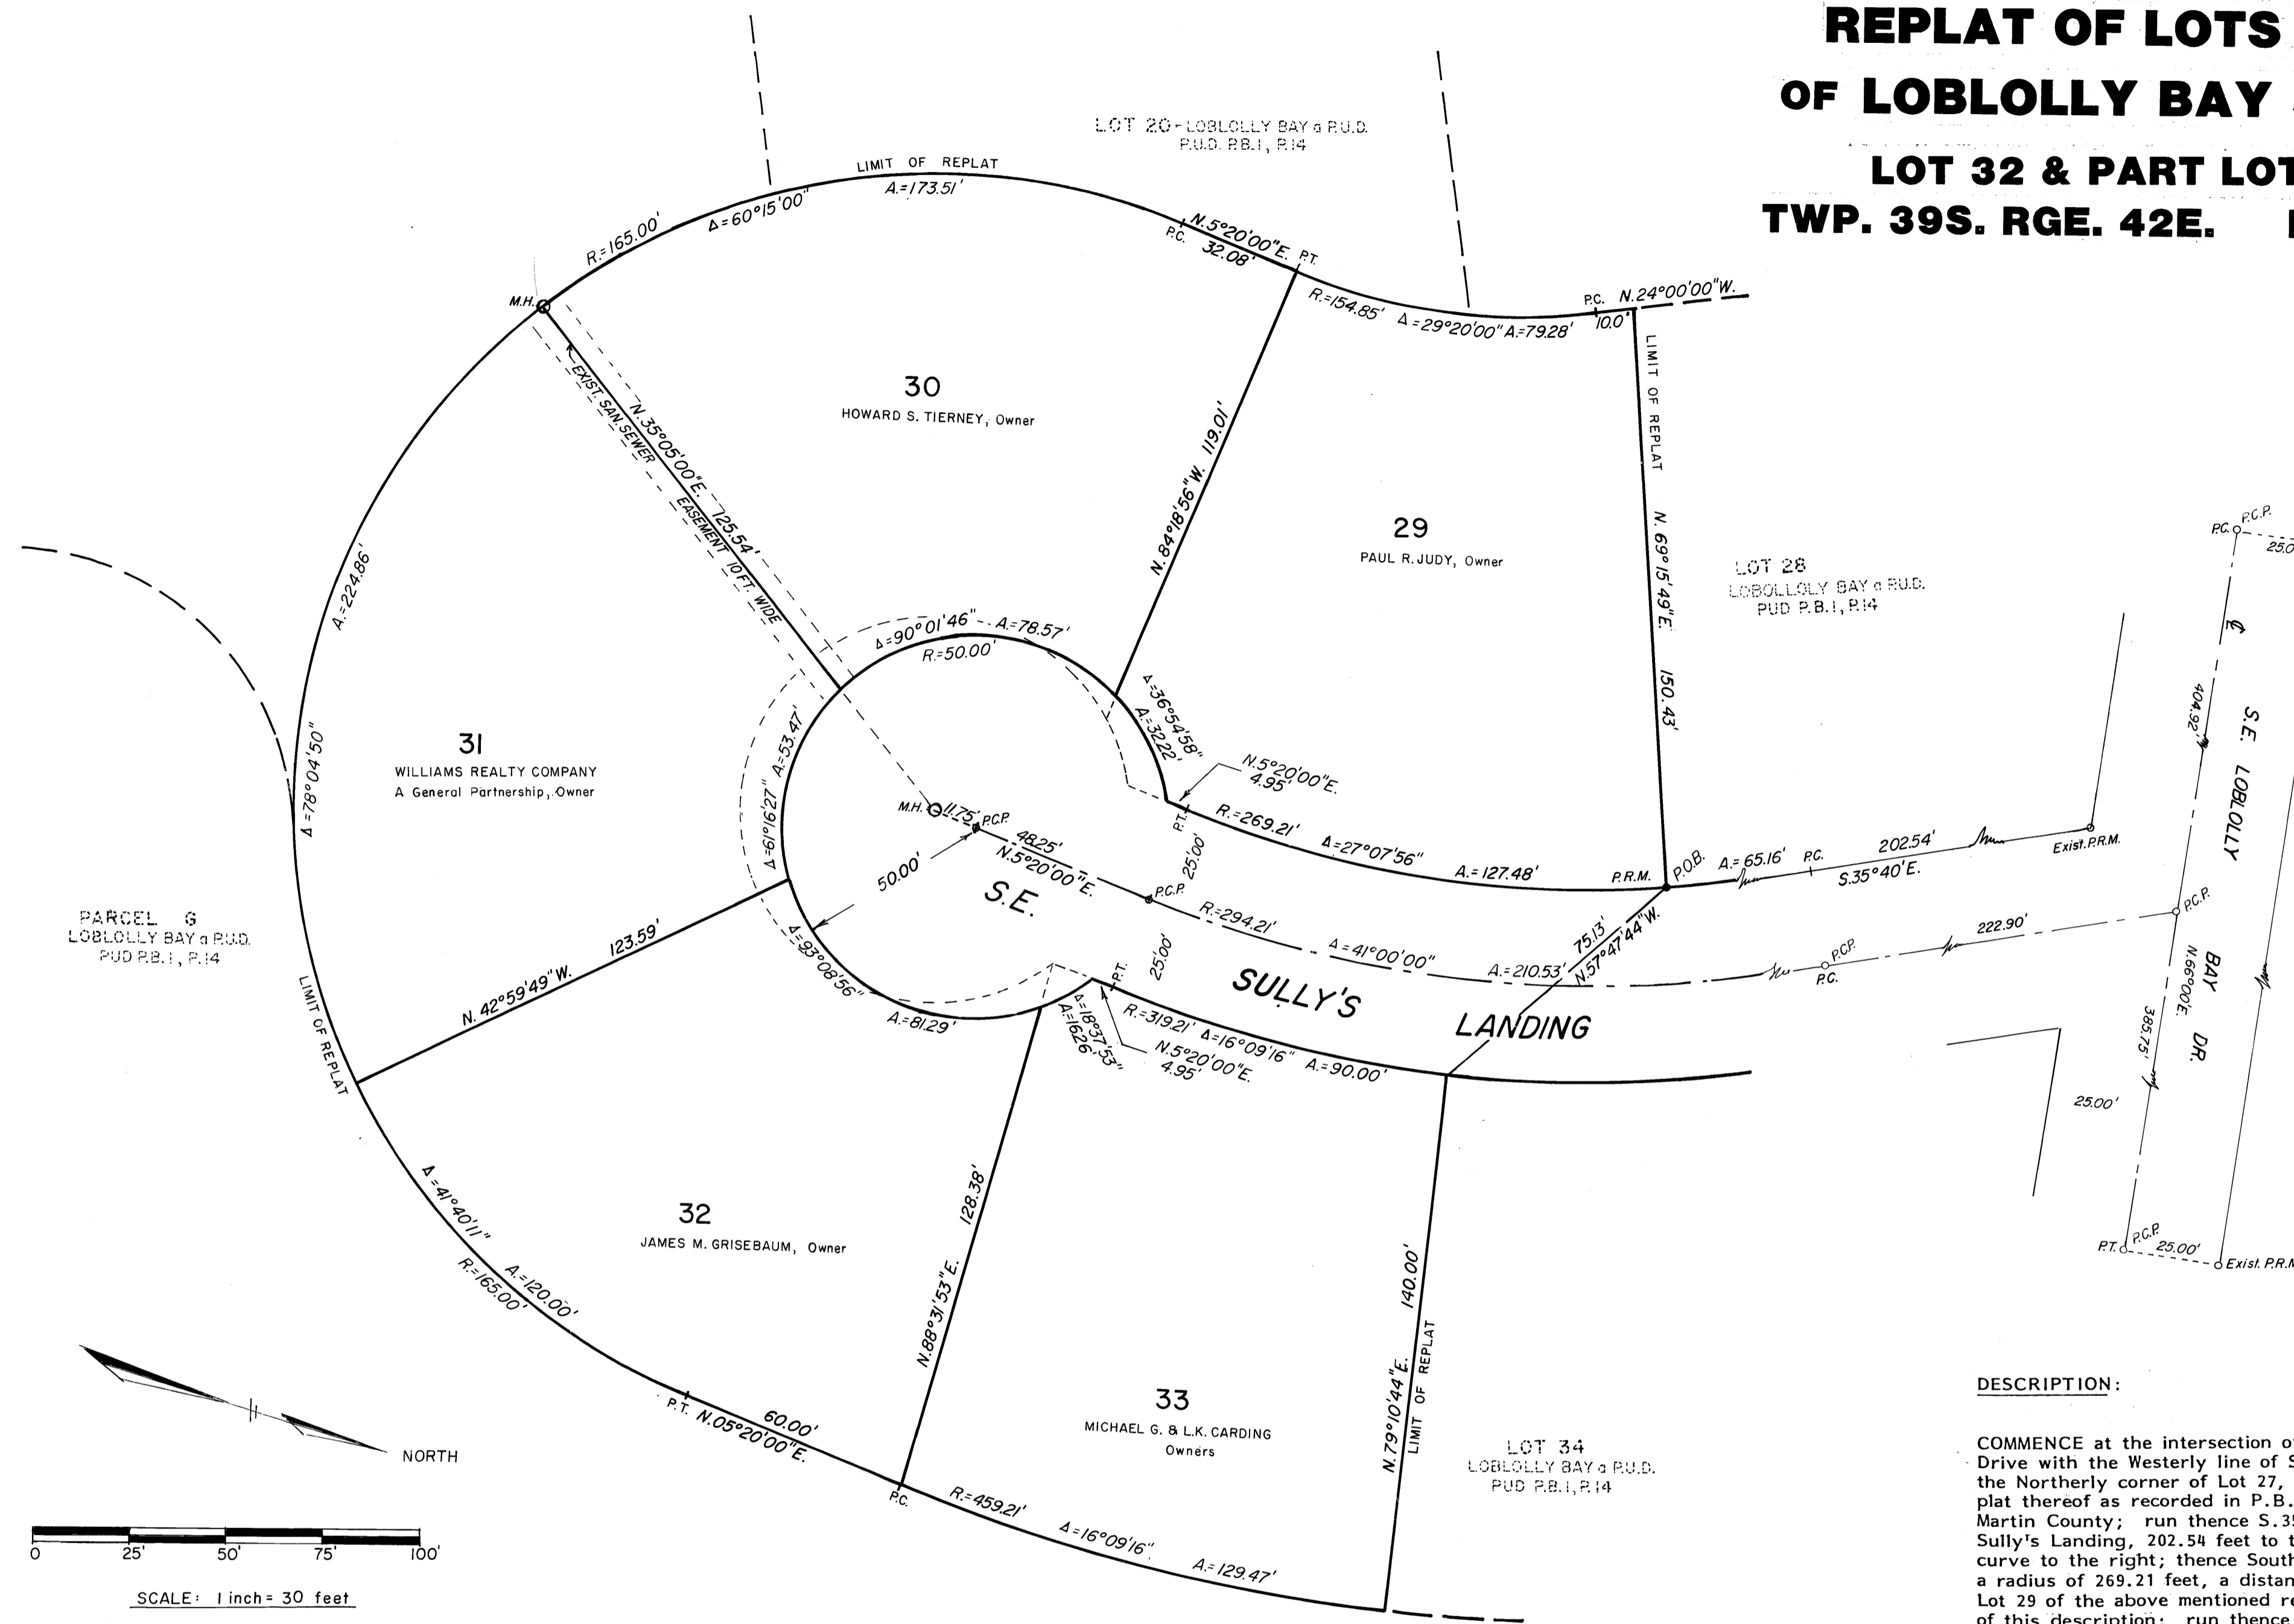 REPLAT OF LOTS
OF LOBLOLLY BAY
LOT 32 & PART LOT
TWP. 39S. RGE. 42E.
LOT 20-LOBLOLLY BAY a P.U.D.
P.U.D. P.B.1, P.14
LIMIT OF REPLAT
R.=165.00'
Δ=60°15'00"
A.=173.51'
P.C.
N.5°20'00"E.
32.08'
P.T.
R.=154.85'
Δ=29°20'00"
A.=79.28'
P.C.
N.24°00'00"W.
10.0'
M.H.
EXIST. SAN. SEWER
EASEMENT 10 FT. WIDE
N.35°05'00"E.
125.54'
30
HOWARD S. TIERNEY, Owner
N.84°18'56"W. 119.01'
29
PAUL R. JUDY, Owner
LIMIT OF REPLAT
N.69°15'49"E.
150.43'
LOT 28
LOBOLLOLY BAY a P.U.D.
PUD P.B.1, P.14
P.C.
P.C.P.
25.0
A.=224.86'
Δ=78°04'50"
31
WILLIAMS REALTY COMPANY
A General Partnership, Owner
Δ=90°01'46"
A.=78.57'
R.=50.00'
Δ=36°54'58"
A.=32.22'
N.5°20'00"E.
4.95'
Δ=61°16'27"
A.=53.47'
M.H.
11.75'
P.C.P.
48.25'
N.5°20'00"E.
50.00'
P.C.P.
P.T.
25.00'
R.=269.21'
Δ=27°07'56"
A.=127.48'
P.R.M.
P.O.B.
A.=65.16'
P.C.
202.54'
S.35°40'E.
Exist. P.R.M.
R.=294.21'
Δ=41°00'00"
A.=210.53'
75.13'
N.57°47'44"W.
P.C.P.
P.C.
222.90'
P.C.P.
S.E.
SULLY'S
LANDING
℄
404.92'
S.E. LOBLOLLY
BAY DR.
N.66°00'E.
385.75'
25.00'
P.T.
P.C.P.
25.00'
Exist. P.R.M
PARCEL G
LOBLOLLY BAY a P.U.D.
PUD P.B.1, P.14
LIMIT OF REPLAT
N.42°59'49"W.
123.59'
Δ=93°08'56"
A.=81.29'
Δ=18°37'53"
A.=16.26'
P.T.
25.00'
N.5°20'00"E.
4.95'
R.=319.21'
Δ=16°09'16"
A.=90.00'
Δ=41°40'11"
R.=165.00'
A.=120.00'
32
JAMES M. GRISEBAUM, Owner
N.88°31'53"E.
128.38'
P.T.
N.05°20'00"E.
60.00'
P.C.
33
MICHAEL G. & L.K. CARDING
Owners
R.=459.21'
Δ=16°09'16"
A.=129.47'
N.79°10'44"E.
140.00'
LIMIT OF REPLAT
LOT 34
LOBLOLLY BAY a P.U.D.
PUD P.B.1, P.14
NORTH
0 25' 50' 75' 100'
SCALE: 1 inch = 30 feet
DESCRIPTION:
COMMENCE at the intersection o
Drive with the Westerly line of S
the Northerly corner of Lot 27,
plat thereof as recorded in P.B.
Martin County; run thence S.35
Sully's Landing, 202.54 feet to t
curve to the right; thence South
a radius of 269.21 feet, a distan
Lot 29 of the above mentioned r
of this description; run thence